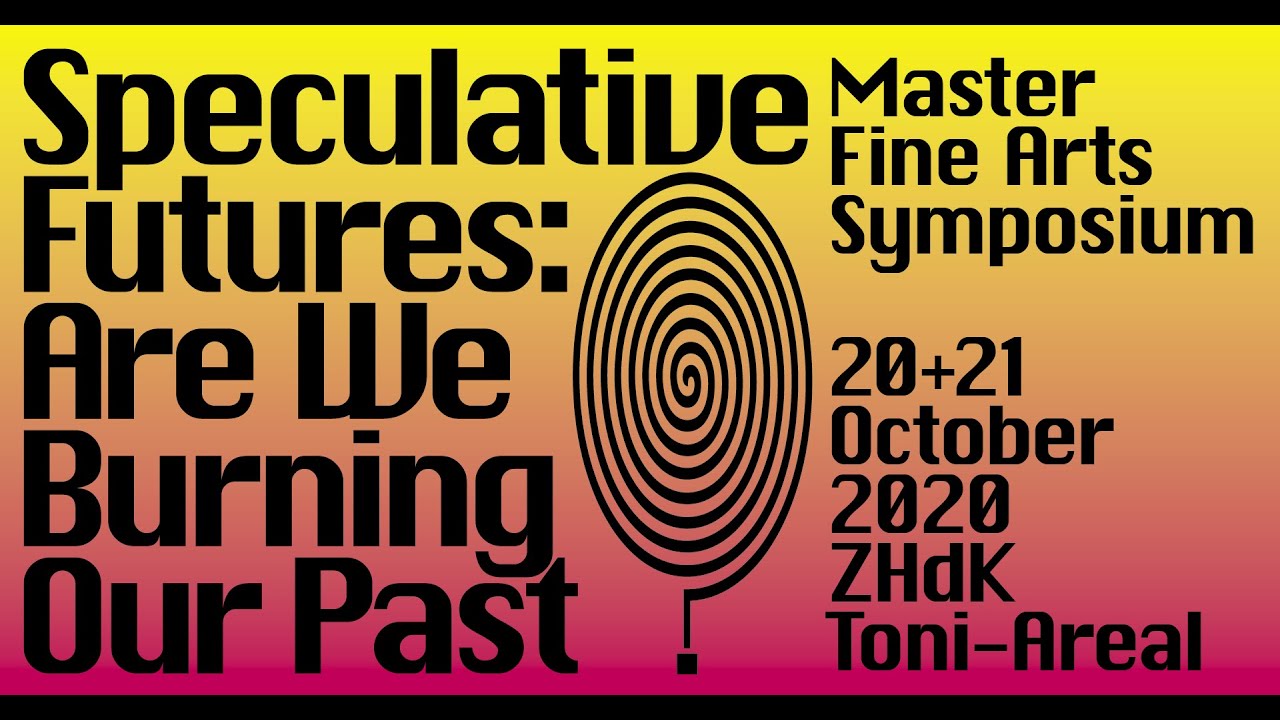 Speculative
Futures:
Are We
Burning
Our Past ?
Master
Fine Arts
Symposium
20+21
October
2020
ZHdK
Toni-Areal